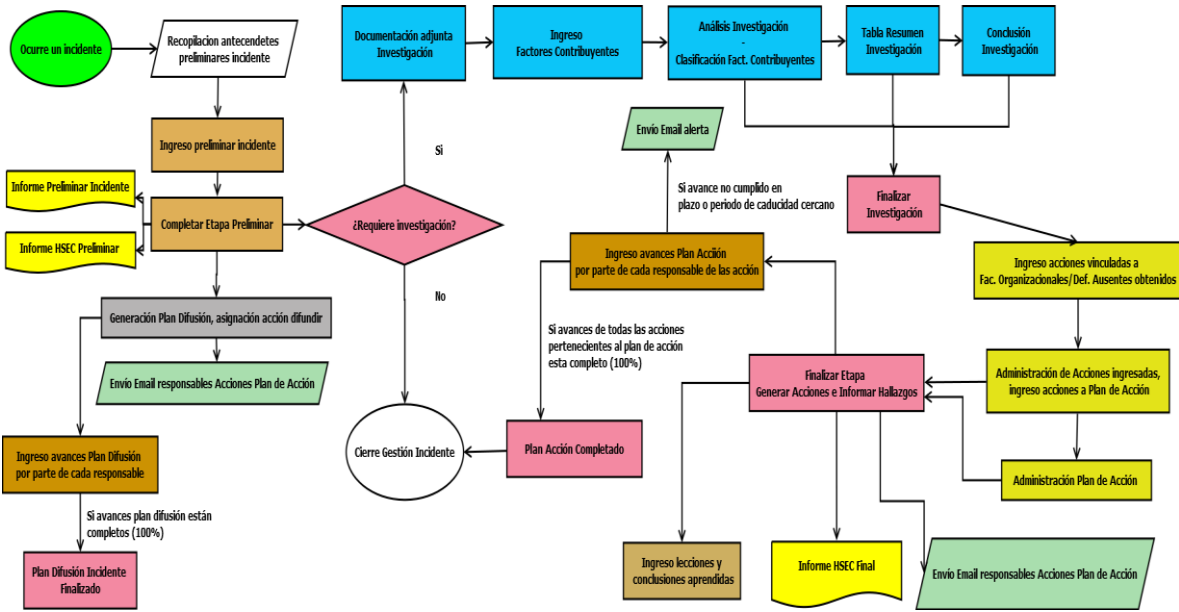 Ocurre un incidente
Recopilacion antecendetes
preliminares incidente
Documentación adjunta
Investigación
Ingreso
Factores Contribuyentes
Análisis Investigación
-
Clasificación Fact. Contribuyentes
Tabla Resumen
Investigación
Conclusión
Investigación
Envío Email alerta
Ingreso preliminar incidente
Si
Informe Preliminar Incidente
Si avance no cumplido en
plazo o periodo de caducidad cercano
Finalizar
Investigación
Completar Etapa Preliminar
¿Requiere investigación?
Informe HSEC Preliminar
Ingreso avances Plan Acciión
por parte de cada responsable de las acción
Ingreso acciones vinculadas a
Fac. Organizacionales/Def. Ausentes obtenidos
No
Generación Plan Difusión, asignación acción difundir
Si avances de todas las acciones
pertenecientes al plan de acción
esta completo (100%)
Envío Email responsables Acciones Plan de Acción
Finalizar Etapa
Generar Acciones e Informar Hallazgos
Administración de Acciones ingresadas,
ingreso acciones a Plan de Acción
Ingreso avances Plan Difusión
por parte de cada responsable
Cierre Gestión Incidente
Plan Acción Completado
Administración Plan de Acción
Si avances plan difusión están
completos (100%)
Plan Difusión Incidente
Finalizado
Ingreso lecciones y
conclusiones aprendidas
Informe HSEC Final
Envío Email responsables Acciones Plan de Acción